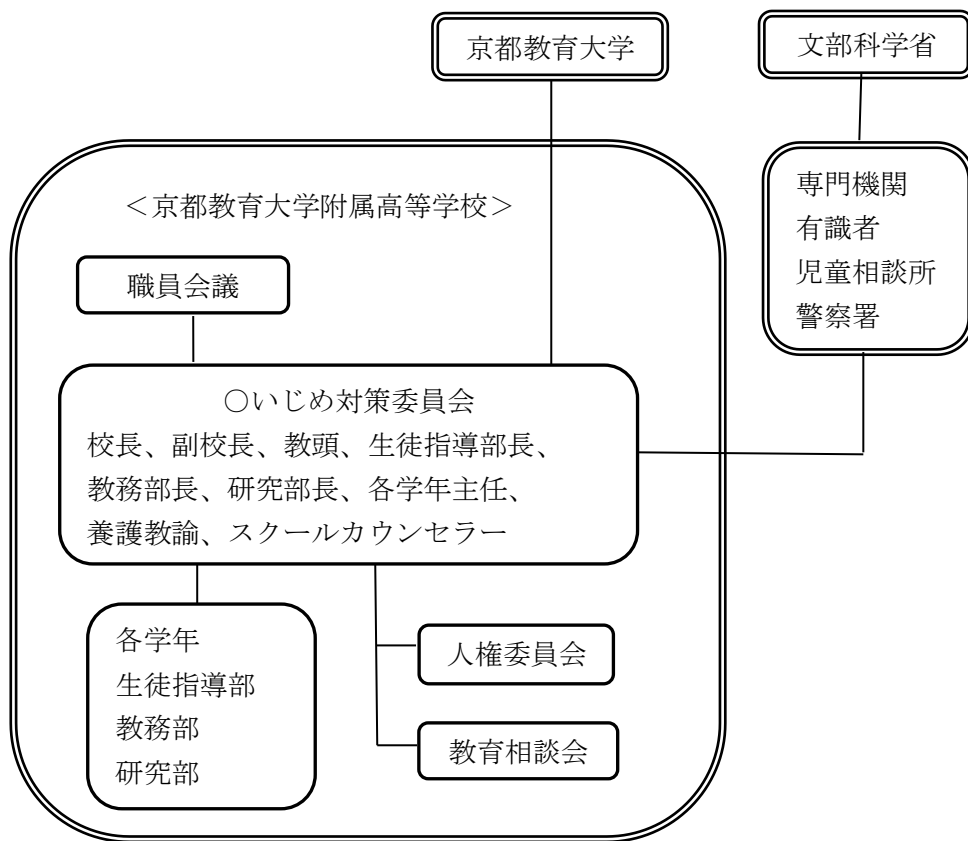 京都教育大学
文部科学省
専門機関
有識者
児童相談所
警察署
＜京都教育大学附属高等学校＞
職員会議
○いじめ対策委員会
校長、副校長、教頭、生徒指導部長、
教務部長、研究部長、各学年主任、
養護教諭、スクールカウンセラー
各学年
生徒指導部
教務部
研究部
人権委員会
教育相談会